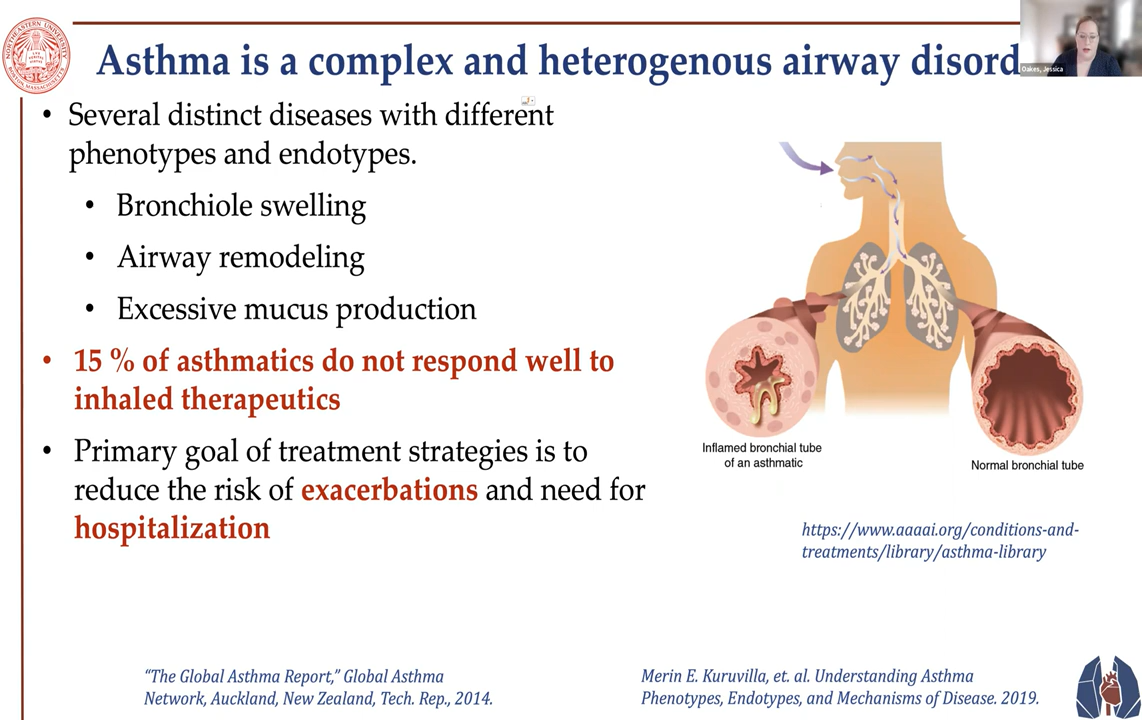 Asthma is a complex and heterogenous airway disord
Oakes, Jessica
• Several distinct diseases with different
phenotypes and endotypes.
• Bronchiole swelling
• Airway remodeling
• Excessive mucus production
• 15 % of asthmatics do not respond well to
inhaled therapeutics
• Primary goal of treatment strategies is to
reduce the risk of exacerbations and need for
hospitalization
Inflamed bronchial tube
of an asthmatic
Normal bronchial tube
https://www.aaaai.org/conditions-and-
treatments/library/asthma-library
“The Global Asthma Report,” Global Asthma
Network, Auckland, New Zealand, Tech. Rep., 2014.
Merin E. Kuruvilla, et. al. Understanding Asthma
Phenotypes, Endotypes, and Mechanisms of Disease. 2019.